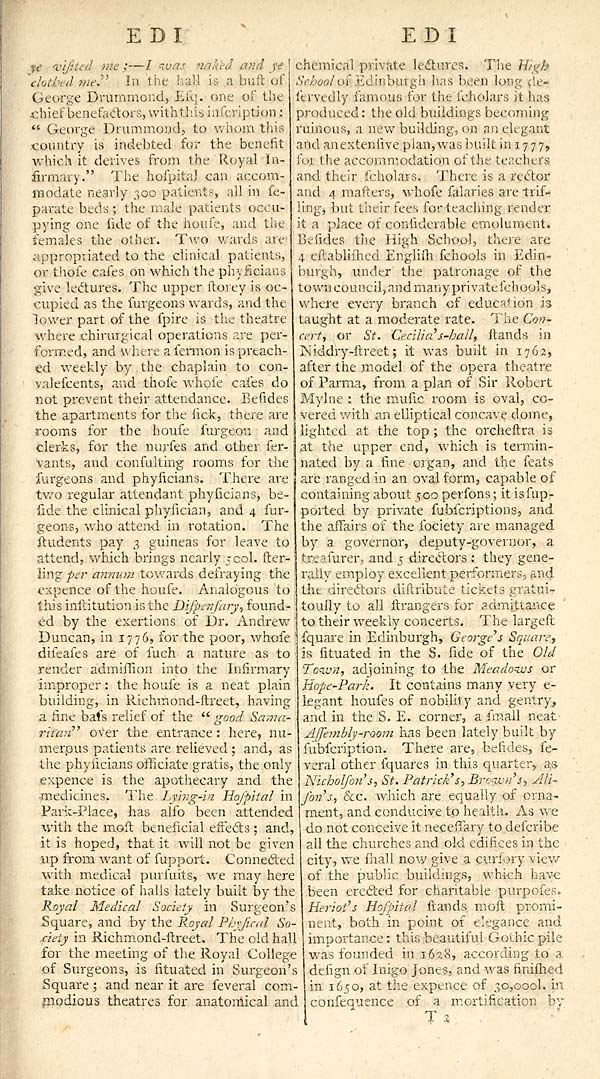 E D I
ye visited me:—I was naked and ye
clothed me." In the hall is a bust of
George Drummond, Esq. one of the
chief benefactors, with this inscription:
" George Drummond, to whom this
country is indebted for the benefit
which it derives from the Royal In-
firmary." The hospital can accom-
modate nearly 300 patients, all in se-
parate beds; the male patients occu-
pying one side of the house, and the
females the other. Two wards are
appropriated to the clinical patients,
or those cases on which the physicians
give lectures. The upper storey is oc-
cupied as the surgeons wards, and the
lower part of the spire is the theatre
where chirurgical operations are per-
formed, and where a sermon is preach-
ed weekly by the chaplain to con-
valescents, and those whose cases do
not prevent their attendance. Besides
the apartments for the sick, there are
rooms for the house surgeon and
clerks, for the nurses and other ser-
vants, and consulting rooms for the
surgeons and physicians. There are
two regular attendant physicians, be-
side the clinical physician, and 4 sur-
geons, who attend in rotation. The
students pay 3 guineas for leave to
attend, which brings nearly 500l. ster-
ling per annum towards defraying the
expence of the house. Analogous to
this institution is the Dispensary, found-
ed by the exertions of Dr. Andrew
Duncan, in 1776, for the poor, whose
diseases are of such a nature as to
render admission into the Infirmary
improper: the house is a neat plain
building, in Richmond-street, having
a fine bass relief of the " good Sama-
ritan" over the entrance: here, nu-
merous patients are relieved; and, as
the physicians officiate gratis, the only
expence is the apothecary and the
medicines. The Lying-in Hospital in
Park-Place, has also been attended
with the most beneficial effects; and,
it is hoped, that it will not be given
up from want of support. Connected
with medical pursuits, we may here
take notice of halls lately built by the
Royal Medical Society in Surgeon's
Square, and by the Royal Physical So-
ciety in Richmond-street. The old hall
for the meeting of the Royal College
of Surgeons, is situated in Surgeon's
Square; and near it are several com-
modious theatres for anatomical and
E D I
chemical private lectures. The High
School of Edinburgh has been long de-
servedly famous for the scholars it has
produced: the old buildings becoming
ruinous, a new building, on an elegant
and an extensive plan, was built in 1777,
for the accommodation of the teachers
and their scholars. There is a rector
and 4 masters, whose salaries are trif-
ling, but their fees for teaching render
it a place of considerable emolument.
Besides the High School, there are
4 established English schools in Edin-
burgh, under the patronage of the
town council, and many private schools,
where every branch of education is
taught at a moderate rate. The Con-
cert, or St. Cecilia's-hall, stands in
Niddry-street; it was built in 1762,
after the model of the opera theatre
of Parma, from a plan of Sir Robert
Mylne: the music room is oval, co-
vered with an elliptical concave dome,
lighted at the top; the orchestra is
at the upper end, which is termin-
nated by a fine organ, and the seats
are ranged in an oval form, capable of
containing about 500 persons; it is sup-
ported by private subscriptions, and
the affairs of the society are managed
by a governor, deputy-governor, a
treasurer, and 5 directors: they gene-
rally employ excellent performers, and
the directors distribute tickets gratui-
tously to all strangers for admittance
to their weekly concerts. The largest
square in Edinburgh, George's Square,
is situated in the S. side of the Old
Town, adjoining to the Meadows or
Hope-Park. It contains many very e-
legant houses of nobility and gentry,
and in the S. E. corner, a small neat
Assembly-room has been lately built by
subscription. There are, besides, se-
veral other squares in this quarter, as
Nicholson's, St. Patrick's, Brown's, Ali-
son's, &c. which are equally of orna-
ment, and conducive to health. As we
do not conceive it necessary to describe
all the churches and old edifices in the
city, we shall now give a cursory view
of the public buildings, which have
been erected for charitable purposes.
Heriot's Hospital stands most promi-
nent, both in point of elegance and
importance: this beautiful Gothic pile
was founded in 1628, according to a
design of Inigo Jones, and was finished
in 1650, at the expence of 30,000l. in
consequence of a mortification by
T 2